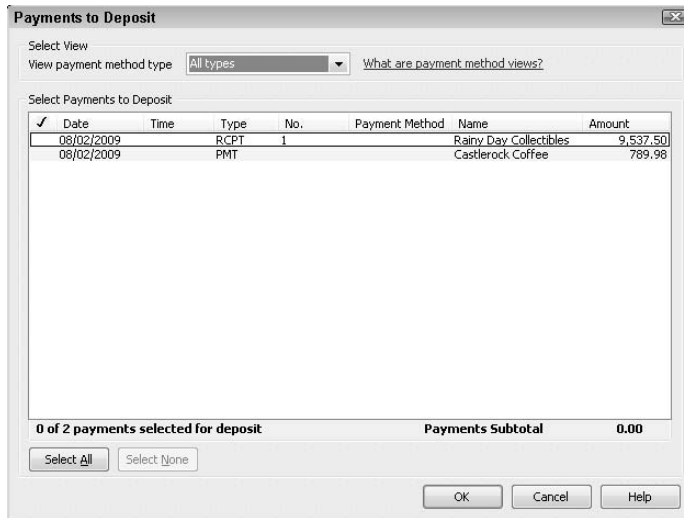 Payments to Deposit
Select View
View payment method type All types What are payment method views?
Select Payments to Deposit
✓ Date Time Type No. Payment Method Name Amount
08/02/2009 RCPT 1 Rainy Day Collectibles 9,537.50
08/02/2009 PMT Castlerock Coffee 789.98
0 of 2 payments selected for deposit Payments Subtotal 0.00
Select All Select None
OK Cancel Help